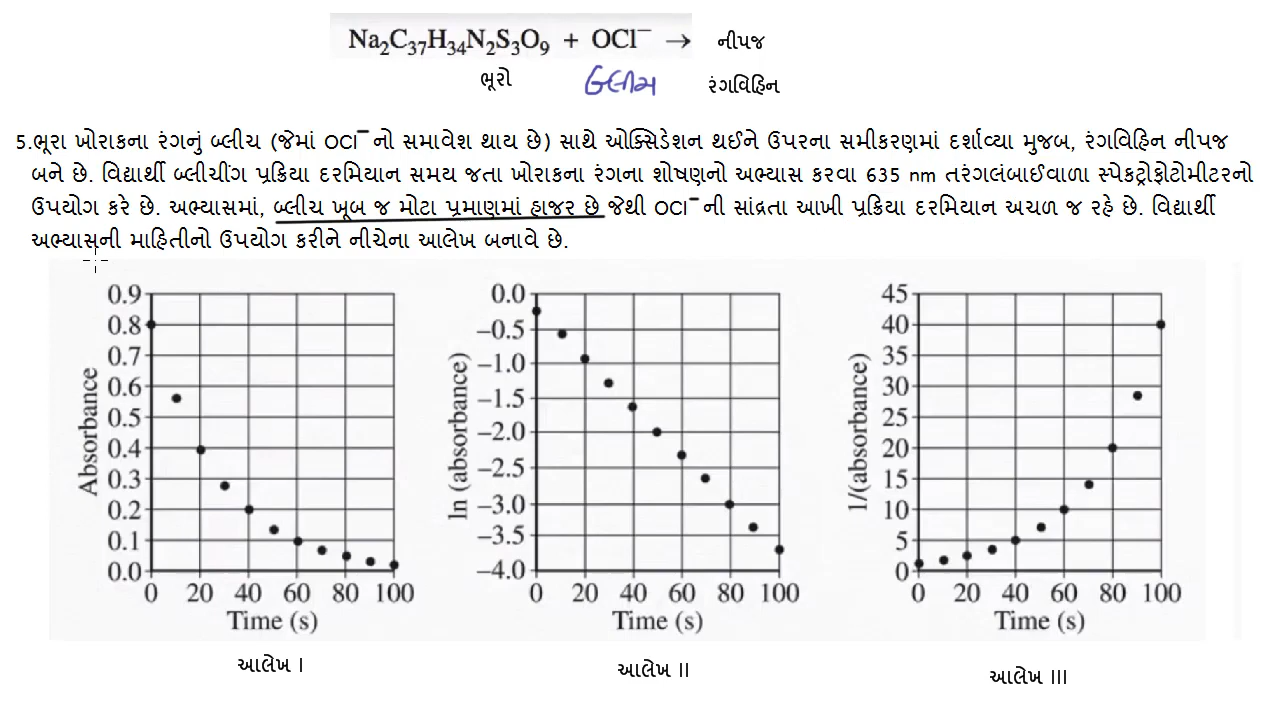 Na₂C₃₇H₃₄N₂S₃O₉ + OCl⁻ → નીપજ
ભૂરો બ્લીચ રંગવિહિન
5.ભૂરા ખોરાકના રંગનું બ્લીચ (જેમાં OCl⁻ નો સમાવેશ થાય છે) સાથે ઓક્સિડેશન થઈને ઉપરના સમીકરણમાં દર્શાવ્યા મુજબ, રંગવિહિન નીપજ
બને છે. વિદ્યાર્થી બ્લીચીંગ પ્રક્રિયા દરમિયાન સમય જતા ખોરાકના રંગના શોષણનો અભ્યાસ કરવા 635 nm તરંગલંબાઈવાળા સ્પેકટ્રોફોટોમીટરનો
ઉપયોગ કરે છે. અભ્યાસમાં, બ્લીચ ખૂબ જ મોટા પ્રમાણમાં હાજર છે જેથી OCl⁻ ની સાંદ્રતા આખી પ્રક્રિયા દરમિયાન અચળ જ રહે છે. વિદ્યાર્થી
અભ્યાસની માહિતીનો ઉપયોગ કરીને નીચેના આલેખ બનાવે છે.
Absorbance
0.9
0.8
0.7
0.6
0.5
0.4
0.3
0.2
0.1
0.0
0 20 40 60 80 100
Time (s)
આલેખ I
ln (absorbance)
0.0
–0.5
–1.0
–1.5
–2.0
–2.5
–3.0
–3.5
–4.0
0 20 40 60 80 100
Time (s)
આલેખ II
1/(absorbance)
45
40
35
30
25
20
15
10
5
0
0 20 40 60 80 100
Time (s)
આલેખ III